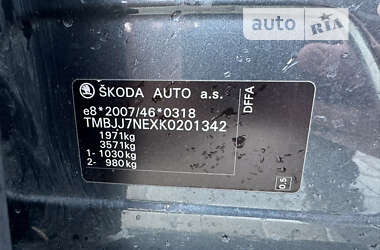 auto RIA
ŠKODA AUTO a.s.
e8*2007/46*0318
TMBJJ7NEXK0201342
1971kg
3571kg
1- 1030kg
2- 980kg
DFFA
0.5